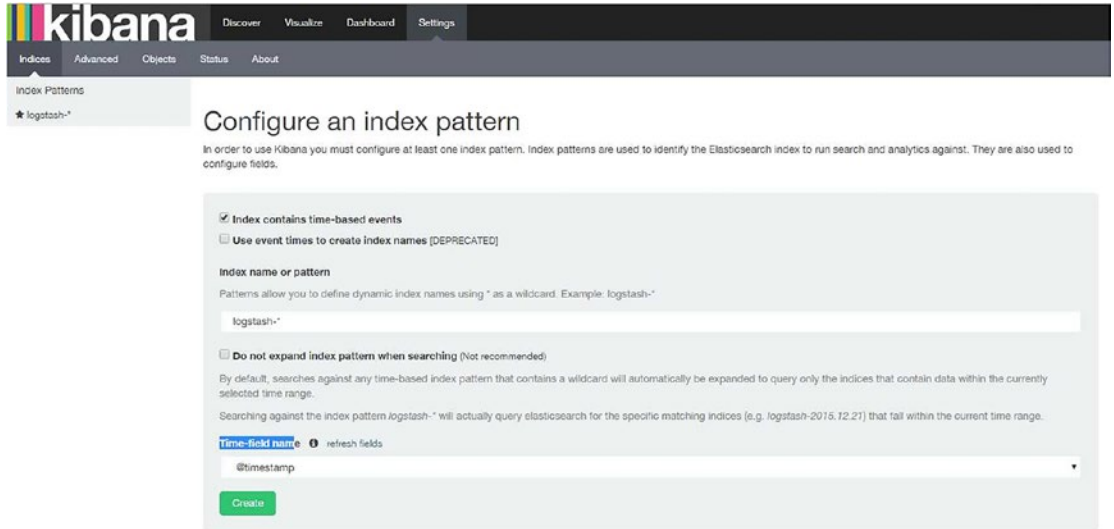 kibana
Discover Visualize Dashboard Settings
Indices Advanced Objects Status About
Index Patterns
logstash-*
Configure an index pattern
In order to use Kibana you must configure at least one index pattern. Index patterns are used to identify the Elasticsearch index to run search and analytics against. They are also used to
configure fields.
Index contains time-based events
Use event times to create index names [DEPRECATED]
Index name or pattern
Patterns allow you to define dynamic index names using * as a wildcard. Example: logstash-*
logstash-*
Do not expand index pattern when searching (Not recommended)
By default, searches against any time-based index pattern that contains a wildcard will automatically be expanded to query only the indices that contain data within the currently
selected time range.
Searching against the index pattern logstash-* will actually query elasticsearch for the specific matching indices (e.g. logstash-2015.12.21) that fall within the current time range.
Time-field name refresh fields
@timestamp
Create